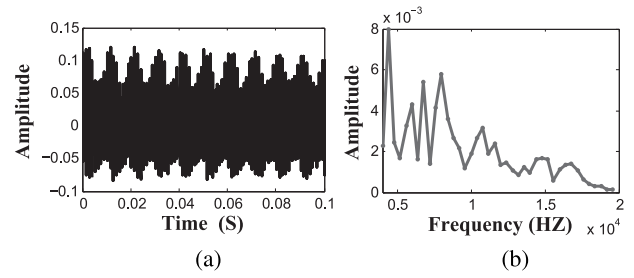 0.15
0.1
0.05
0
−0.05
−0.1
Amplitude
0 0.02 0.04 0.06 0.08 0.1
Time (S)
(a)
8 × 10⁻³
6
4
2
0
Amplitude
0.5 1 1.5 2
× 10⁴
Frequency (HZ)
(b)